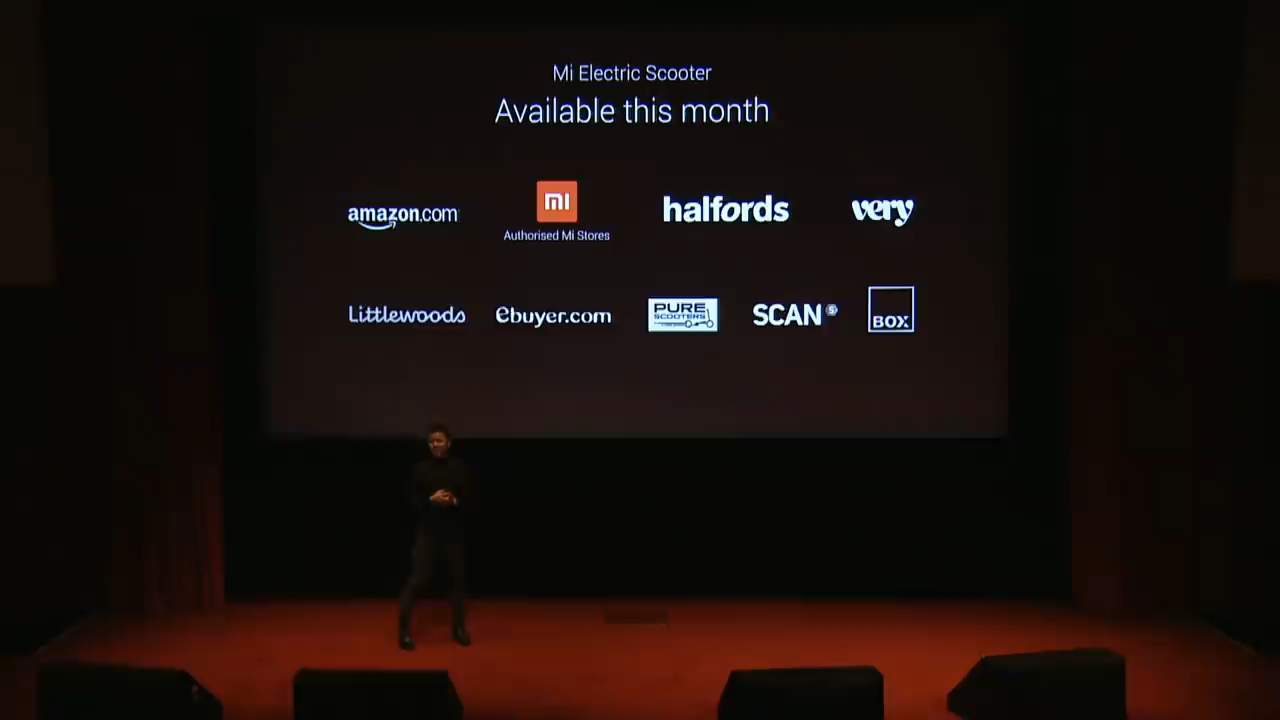 Mi Electric Scooter
Available this month
amazon.com
mi
Authorised Mi Stores
halfords
very
Littlewoods
ebuyer.com
PURE
SCOOTERS
SCAN
BOX